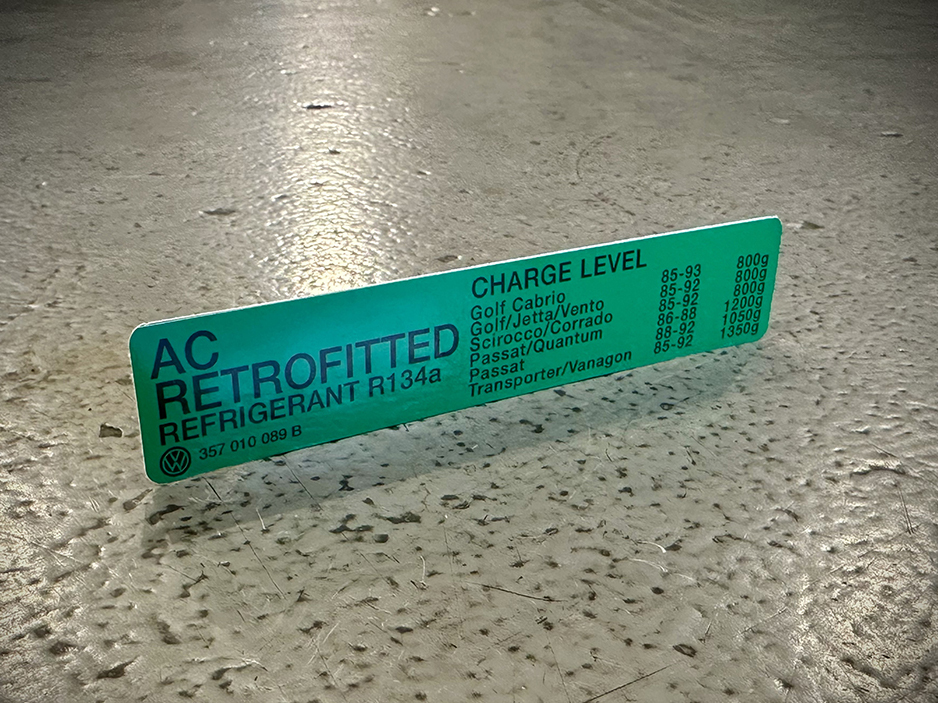 AC
RETROFITTED
REFRIGERANT R134a
357 010 089 B
CHARGE LEVEL
Golf Cabrio 85-93 800g
Golf/Jetta/Vento 85-92 800g
Scirocco/Corrado 85-92 800g
Passat/Quantum 86-88 1200g
Passat 88-92 1050g
Transporter/Vanagon 85-92 1350g